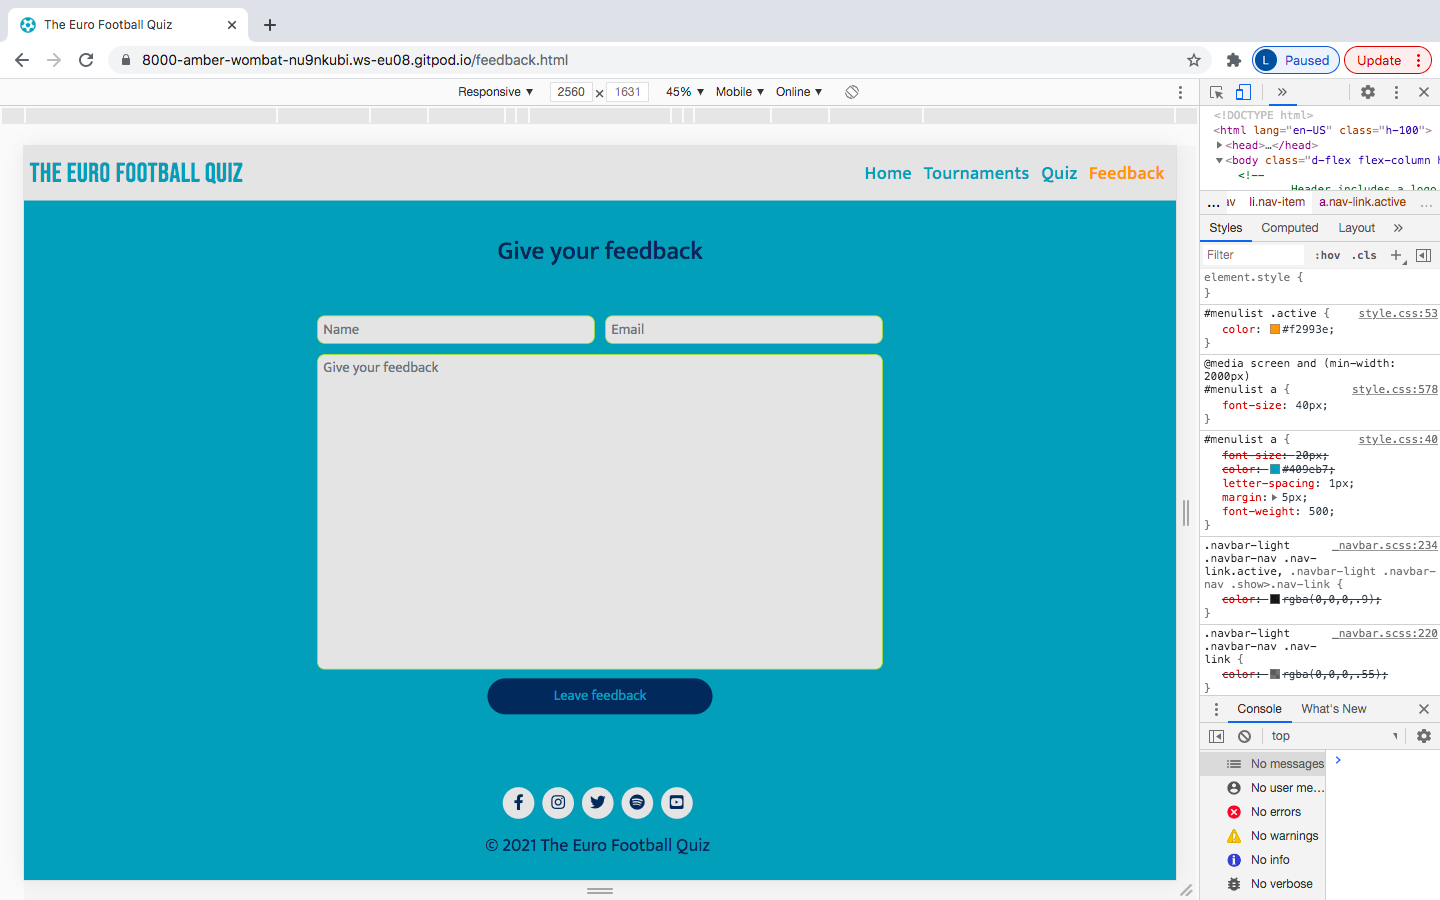 The Euro Football Quiz
8000-amber-wombat-nu9nkubi.ws-eu08.gitpod.io/feedback.html
L Paused
Update
Responsive ▼ 2560 × 1631 45% ▼ Mobile ▼ Online ▼
THE EURO FOOTBALL QUIZ
Home Tournaments Quiz Feedback
Give your feedback
Name
Email
Give your feedback
Leave feedback
© 2021 The Euro Football Quiz
<!DOCTYPE html>
<html lang="en-US" class="h-100">
▶<head>…</head>
▼<body class="d-flex flex-column h
<!--
Header includes a logo
... av li.nav-item a.nav-link.active ...
Styles Computed Layout »
Filter :hov .cls +
element.style {
}
#menulist .active { style.css:53
color: #f2993e;
}
@media screen and (min-width:
2000px)
#menulist a { style.css:578
font-size: 40px;
}
#menulist a { style.css:40
font-size: 20px;
color: #409eb7;
letter-spacing: 1px;
margin: ▶ 5px;
font-weight: 500;
}
.navbar-light _navbar.scss:234
.navbar-nav .nav-
link.active, .navbar-light .navbar-
nav .show>.nav-link {
color: rgba(0,0,0,.9);
}
.navbar-light _navbar.scss:220
.navbar-nav .nav-
link {
color: rgba(0,0,0,.55);
}
Console What's New
top
No messages
No user me...
No errors
No warnings
No info
No verbose